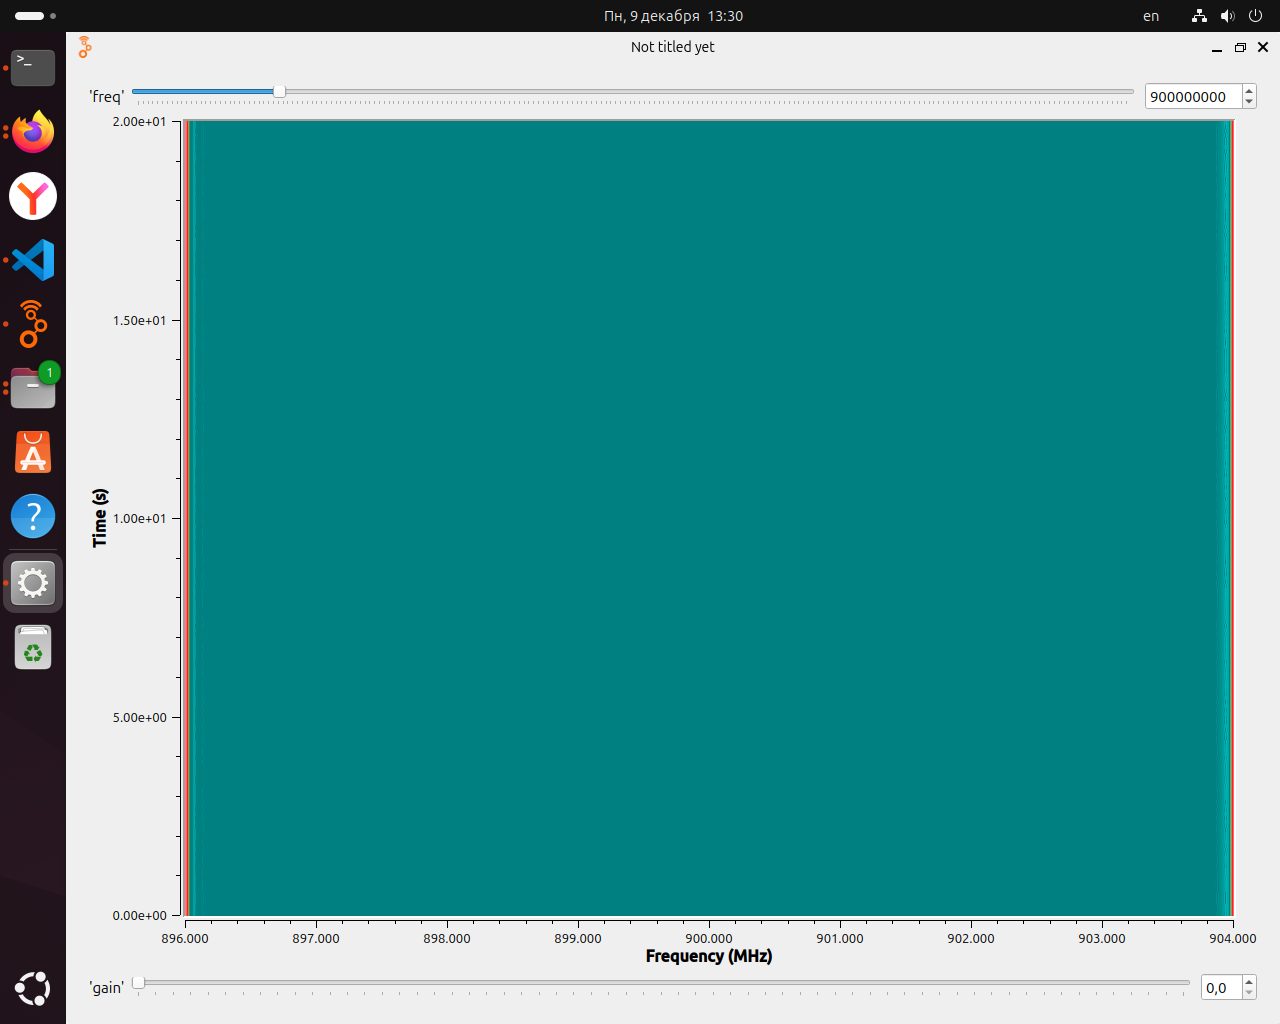 Пн, 9 декабря 13:30
en
Not titled yet
>_
'freq'
900000000
2.00e+01
1.50e+01
1
1.00e+01
Time (s)
?
5.00e+00
0.00e+00
896.000 897.000 898.000 899.000 900.000 901.000 902.000 903.000 904.000
Frequency (MHz)
'gain'
0,0